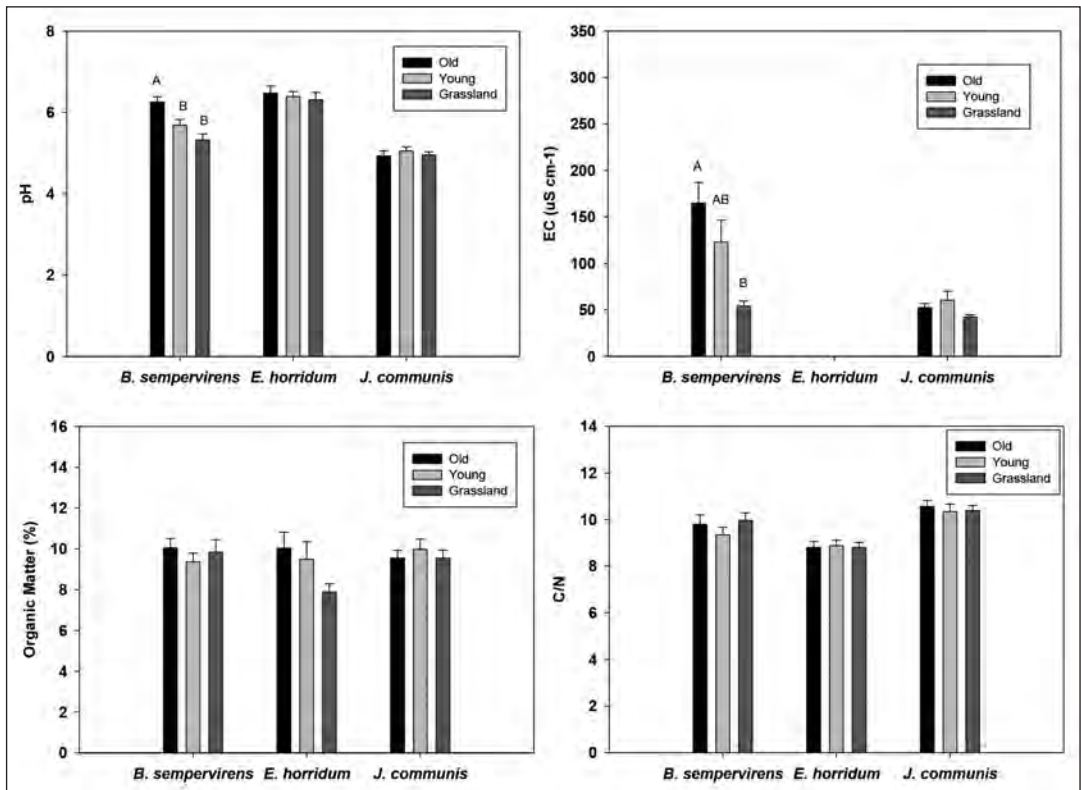 8
6
4
2
0
pH
A
B
B
Old
Young
Grassland
B. sempervirens E. horridum J. communis
350
300
250
200
150
100
50
0
EC (uS cm-1)
A
AB
B
Old
Young
Grassland
B. sempervirens E. horridum J. communis
16
14
12
10
8
6
4
2
0
Organic Matter (%)
Old
Young
Grassland
B. sempervirens E. horridum J. communis
14
12
10
8
6
4
2
0
C/N
Old
Young
Grassland
B. sempervirens E. horridum J. communis